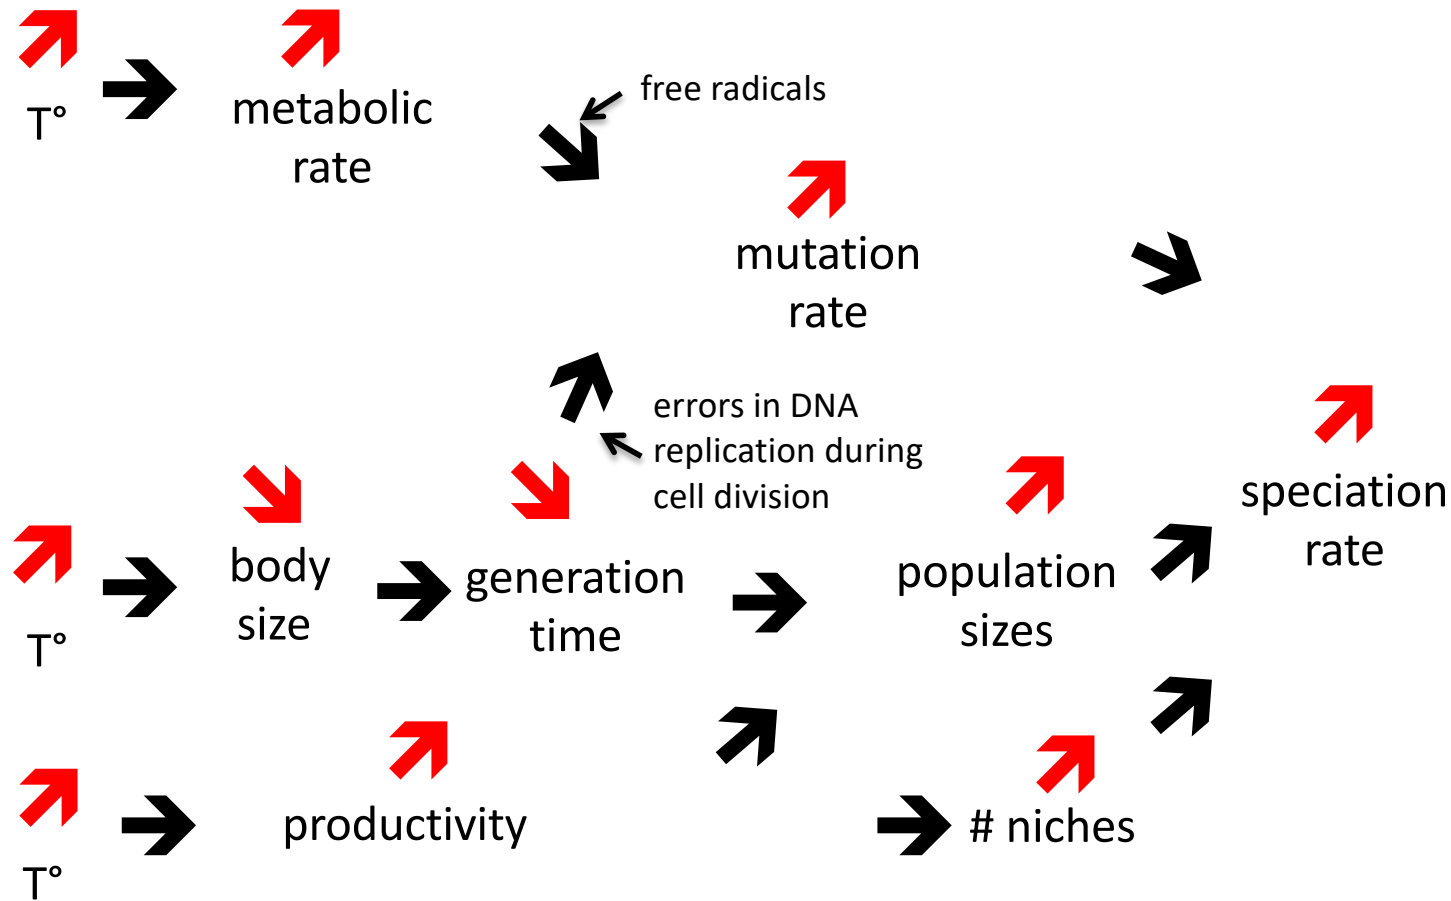 T°
metabolic
rate
free radicals
mutation
rate
errors in DNA
replication during
cell division
T°
body
size
generation
time
population
sizes
speciation
rate
T°
productivity
# niches